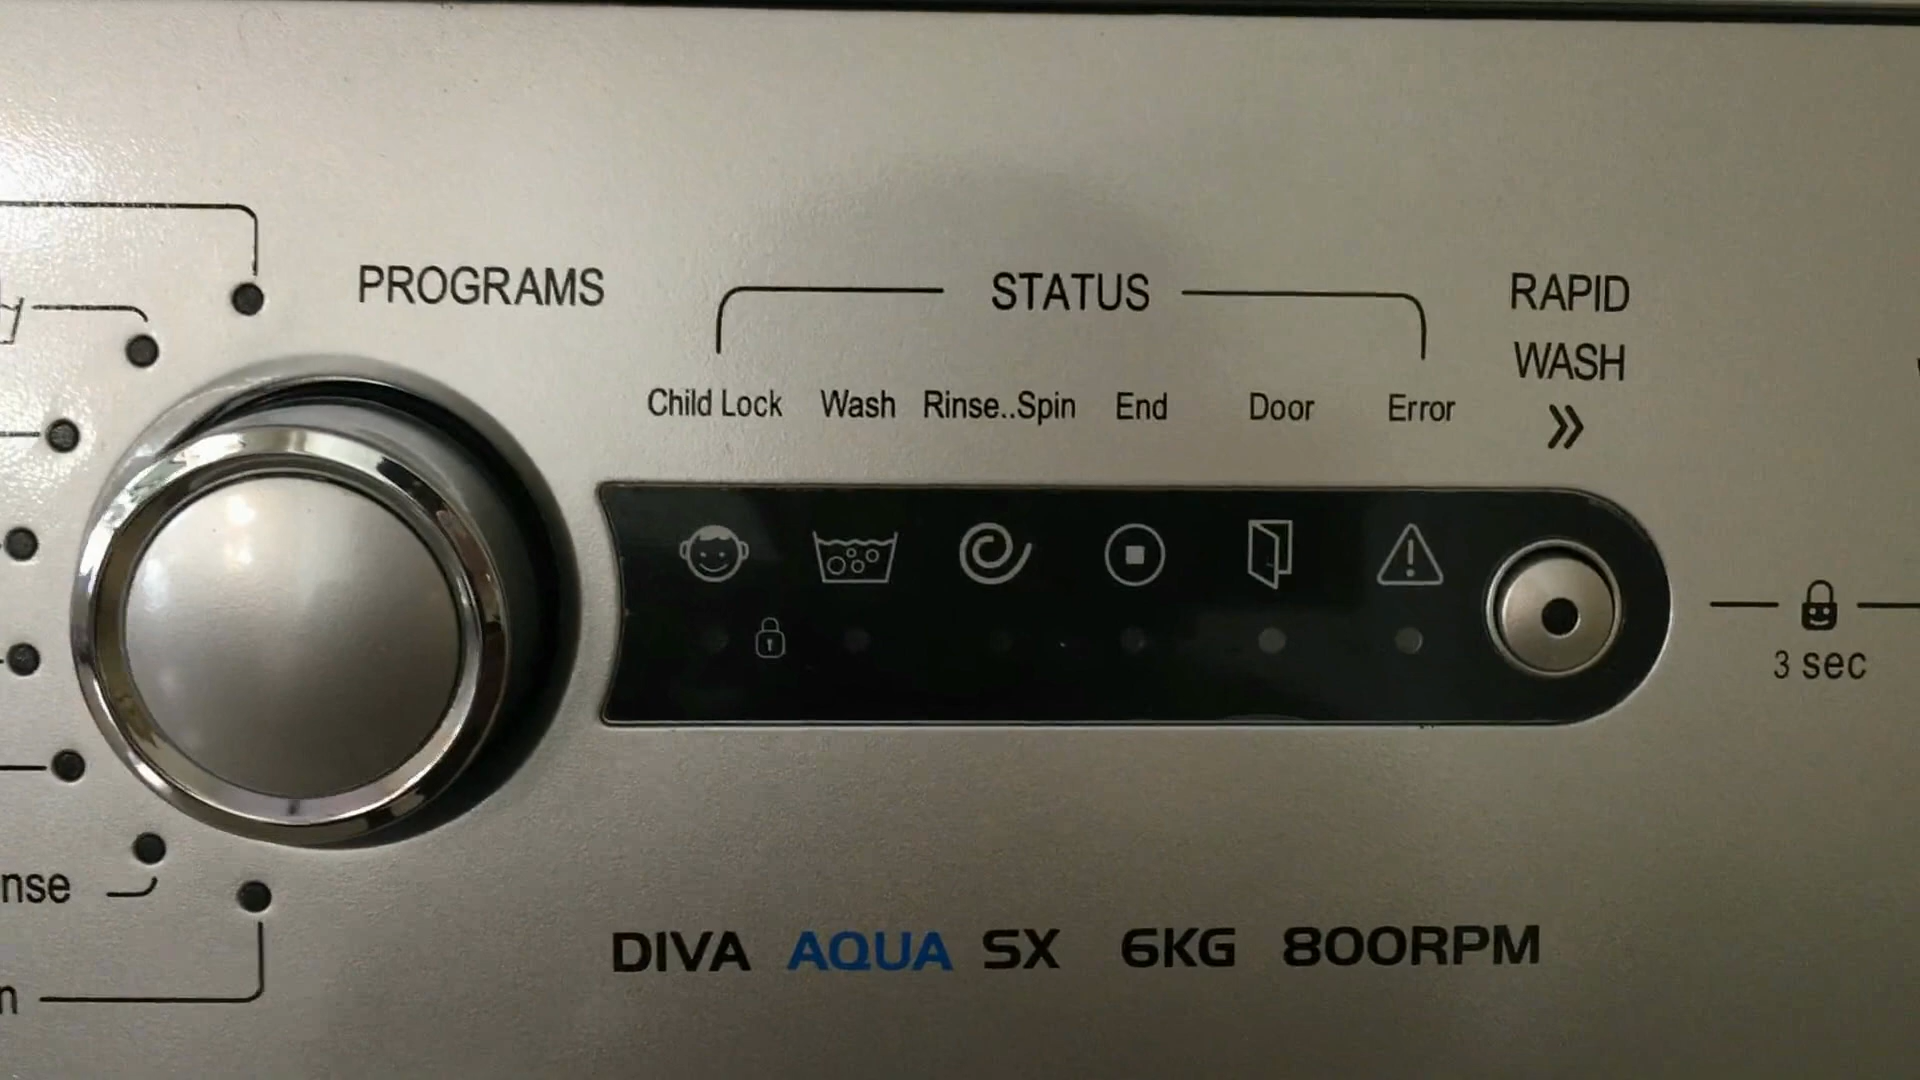 PROGRAMS
STATUS
RAPID
WASH
Child Lock Wash Rinse..Spin End Door Error
3 sec
nse
n
DIVA AQUA SX 6KG 800RPM